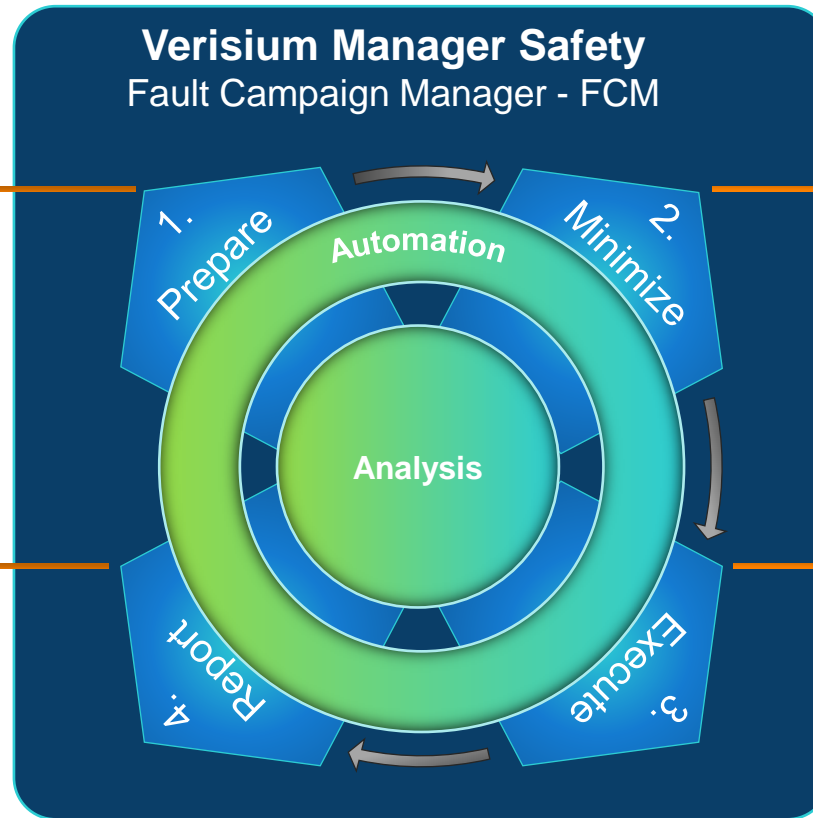 Verisium Manager Safety
Fault Campaign Manager - FCM
1.
Prepare
Automation
2.
Minimize
Analysis
3.
Execute
4.
Report